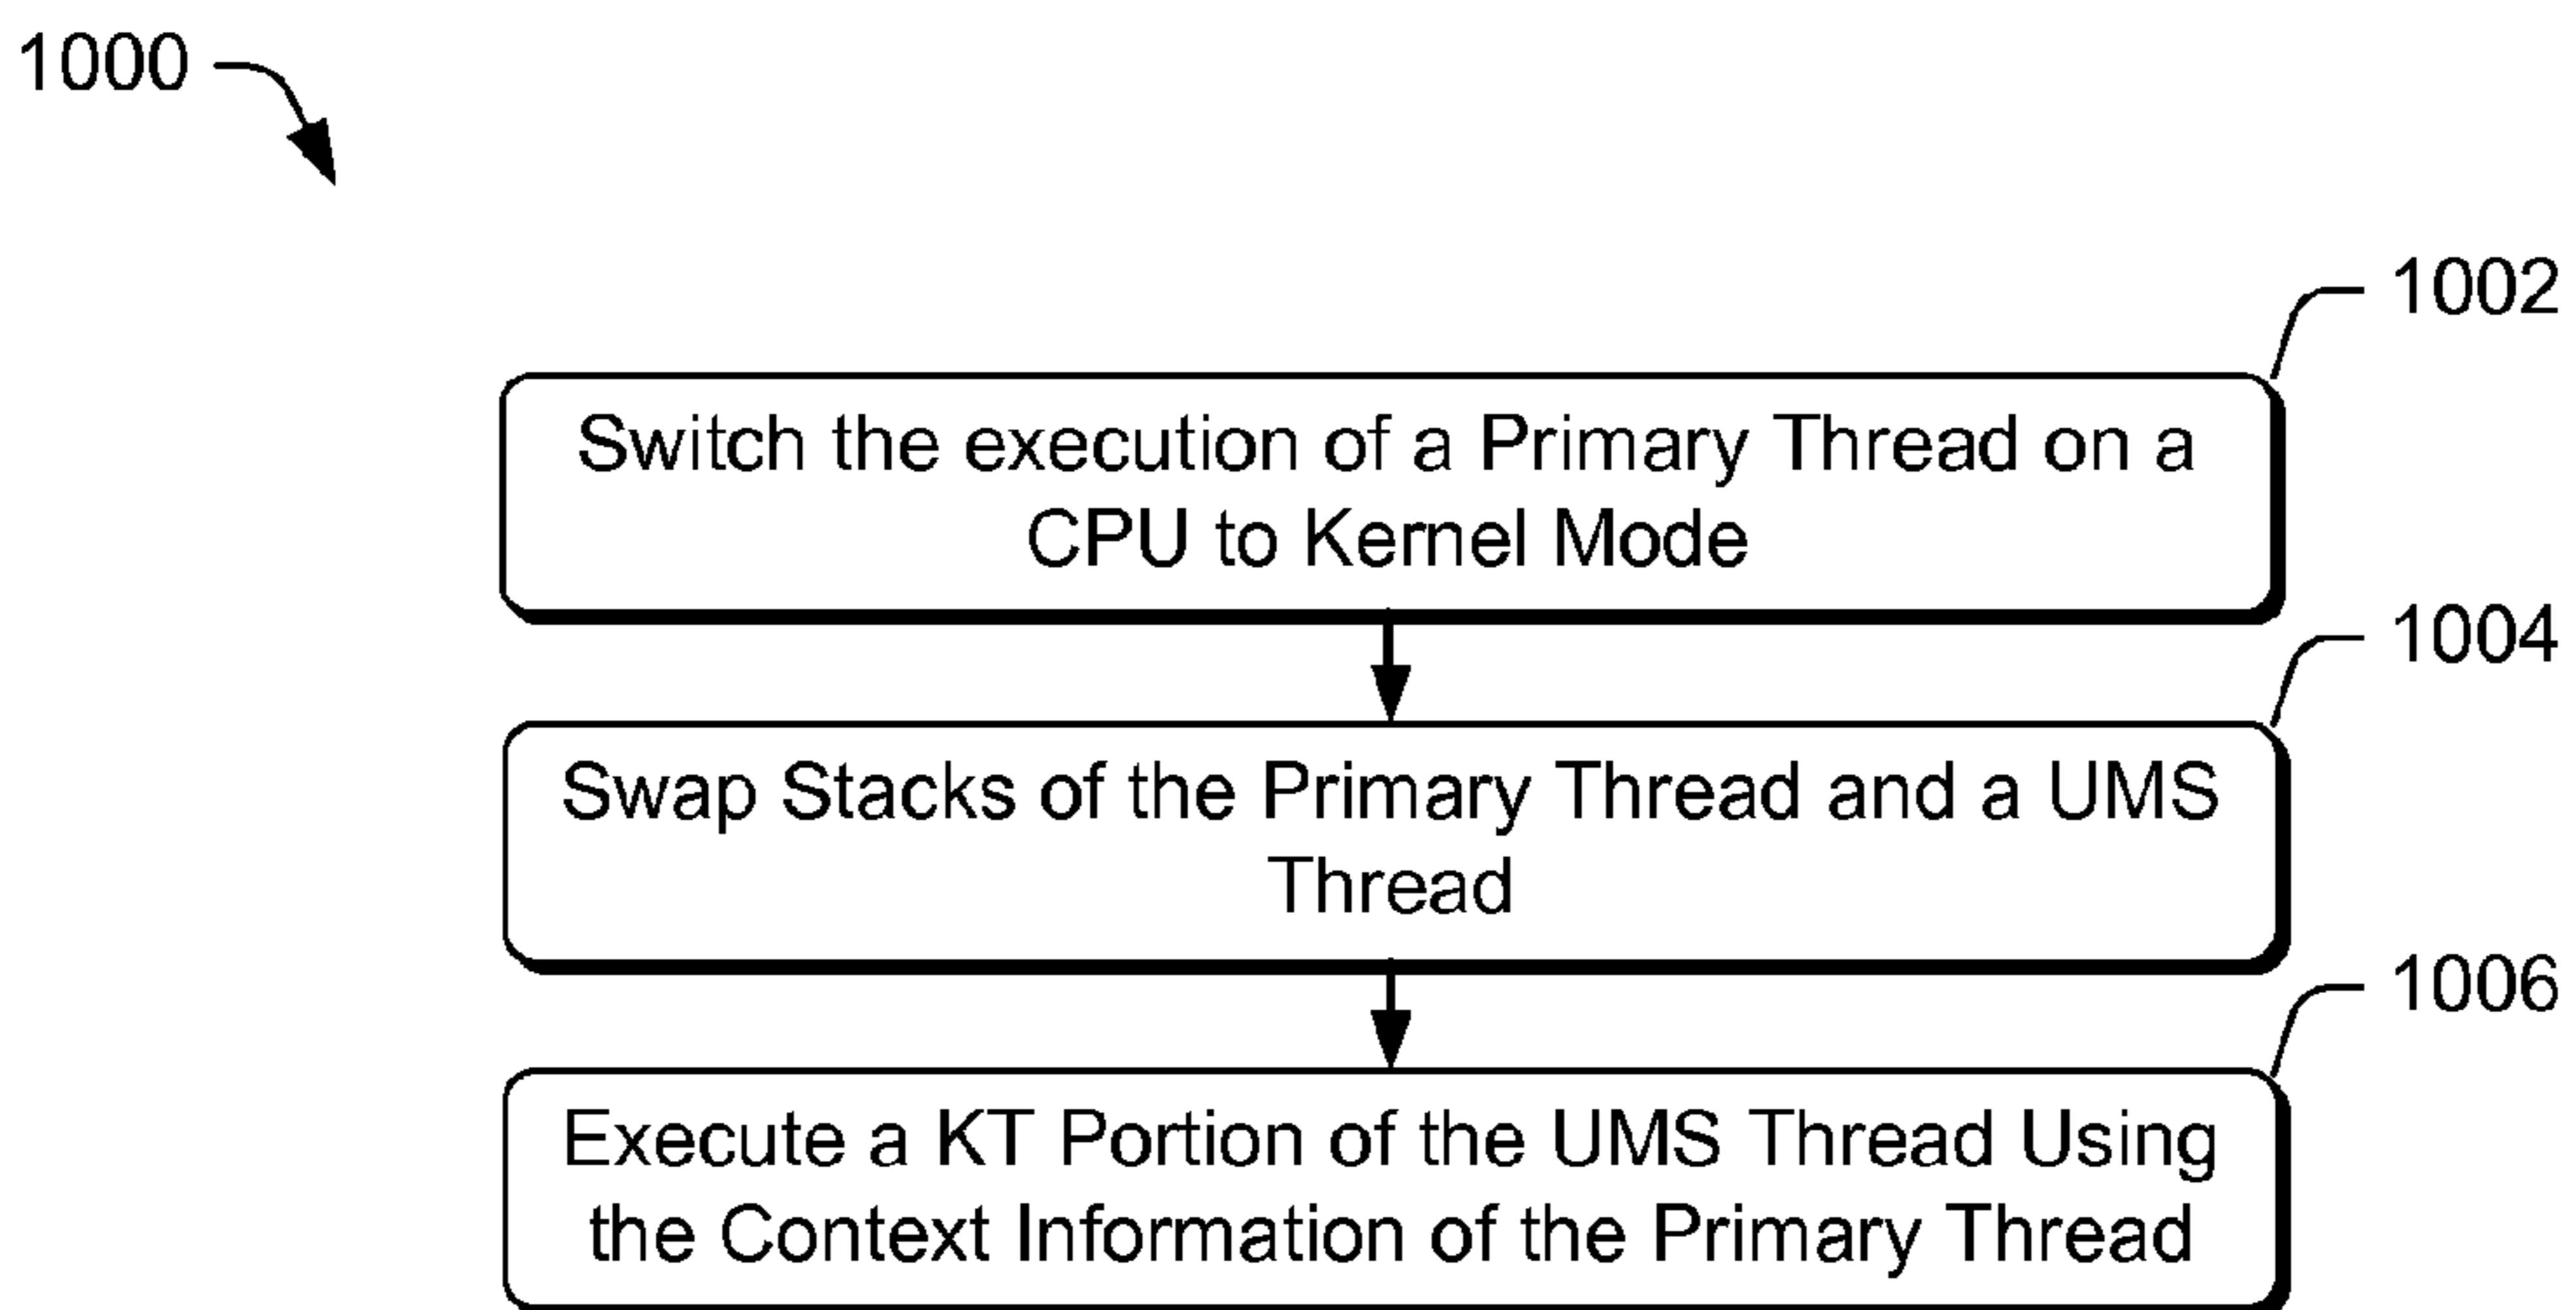 1000
1002
Switch the execution of a Primary Thread on a
CPU to Kernel Mode
1004
Swap Stacks of the Primary Thread and a UMS
Thread
1006
Execute a KT Portion of the UMS Thread Using
the Context Information of the Primary Thread